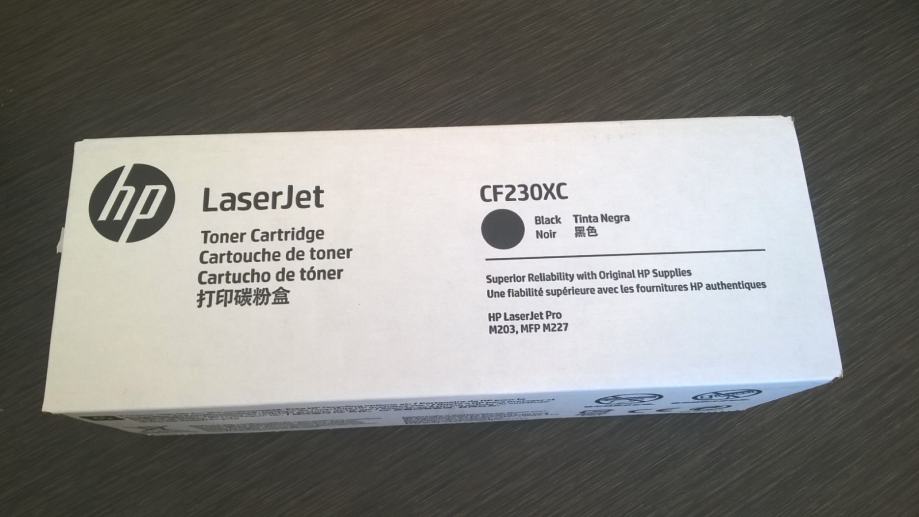 hp
LaserJet
Toner Cartridge
Cartouche de toner
Cartucho de tóner
打印碳粉盒
CF230XC
Black Tinta Negra
Noir 黑色
Superior Reliability with Original HP Supplies
Une fiabilité supérieure avec les fournitures HP authentiques
HP LaserJet Pro
M203, MFP M227